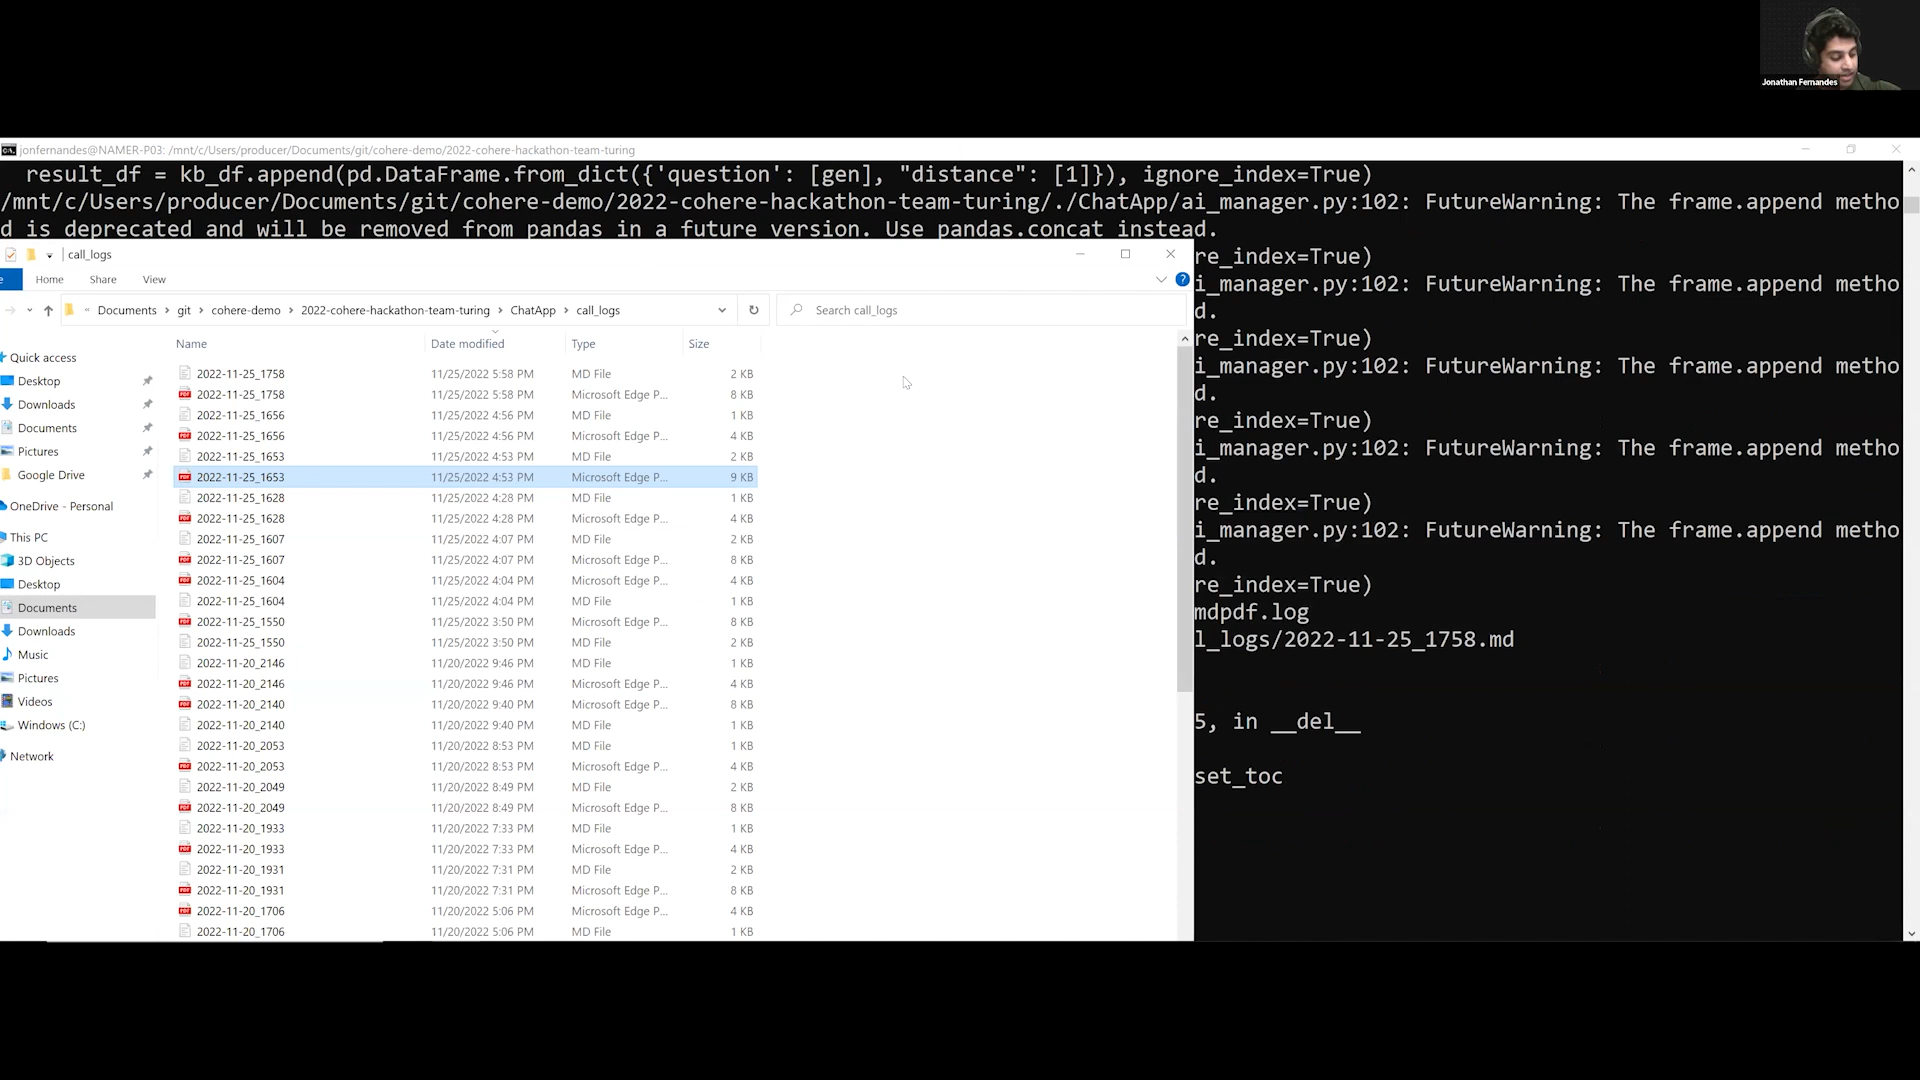 Jonathan Fernandes
jonfernandes@NAMER-P03: /mnt/c/Users/producer/Documents/git/cohere-demo/2022-cohere-hackathon-team-turing
result_df = kb_df.append(pd.DataFrame.from_dict({'question': [gen], "distance": [1]}), ignore_index=True)
/mnt/c/Users/producer/Documents/git/cohere-demo/2022-cohere-hackathon-team-turing/./ChatApp/ai_manager.py:102: FutureWarning: The frame.append metho
d is deprecated and will be removed from pandas in a future version. Use pandas.concat instead.
call_logs
Home Share View
Documents git cohere-demo 2022-cohere-hackathon-team-turing ChatApp call_logs Search call_logs
Name Date modified Type Size
2022-11-25_1758 11/25/2022 5:58 PM MD File 2 KB
2022-11-25_1758 11/25/2022 5:58 PM Microsoft Edge P... 8 KB
2022-11-25_1656 11/25/2022 4:56 PM MD File 1 KB
2022-11-25_1656 11/25/2022 4:56 PM Microsoft Edge P... 4 KB
2022-11-25_1653 11/25/2022 4:53 PM MD File 2 KB
2022-11-25_1653 11/25/2022 4:53 PM Microsoft Edge P... 9 KB
2022-11-25_1628 11/25/2022 4:28 PM MD File 1 KB
2022-11-25_1628 11/25/2022 4:28 PM Microsoft Edge P... 4 KB
2022-11-25_1607 11/25/2022 4:07 PM MD File 2 KB
2022-11-25_1607 11/25/2022 4:07 PM Microsoft Edge P... 8 KB
2022-11-25_1604 11/25/2022 4:04 PM Microsoft Edge P... 4 KB
2022-11-25_1604 11/25/2022 4:04 PM MD File 1 KB
2022-11-25_1550 11/25/2022 3:50 PM Microsoft Edge P... 8 KB
2022-11-25_1550 11/25/2022 3:50 PM MD File 2 KB
2022-11-20_2146 11/20/2022 9:46 PM MD File 1 KB
2022-11-20_2146 11/20/2022 9:46 PM Microsoft Edge P... 4 KB
2022-11-20_2140 11/20/2022 9:40 PM Microsoft Edge P... 8 KB
2022-11-20_2140 11/20/2022 9:40 PM MD File 1 KB
2022-11-20_2053 11/20/2022 8:53 PM MD File 1 KB
2022-11-20_2053 11/20/2022 8:53 PM Microsoft Edge P... 4 KB
2022-11-20_2049 11/20/2022 8:49 PM MD File 2 KB
2022-11-20_2049 11/20/2022 8:49 PM Microsoft Edge P... 8 KB
2022-11-20_1933 11/20/2022 7:33 PM MD File 1 KB
2022-11-20_1933 11/20/2022 7:33 PM Microsoft Edge P... 4 KB
2022-11-20_1931 11/20/2022 7:31 PM MD File 2 KB
2022-11-20_1931 11/20/2022 7:31 PM Microsoft Edge P... 8 KB
2022-11-20_1706 11/20/2022 5:06 PM Microsoft Edge P... 4 KB
2022-11-20_1706 11/20/2022 5:06 PM MD File 1 KB
Quick access
Desktop
Downloads
Documents
Pictures
Google Drive
OneDrive - Personal
This PC
3D Objects
Desktop
Documents
Downloads
Music
Pictures
Videos
Windows (C:)
Network
re_index=True)
i_manager.py:102: FutureWarning: The frame.append metho
d.
re_index=True)
i_manager.py:102: FutureWarning: The frame.append metho
d.
re_index=True)
i_manager.py:102: FutureWarning: The frame.append metho
d.
re_index=True)
i_manager.py:102: FutureWarning: The frame.append metho
d.
re_index=True)
mdpdf.log
l_logs/2022-11-25_1758.md
5, in __del__
set_toc